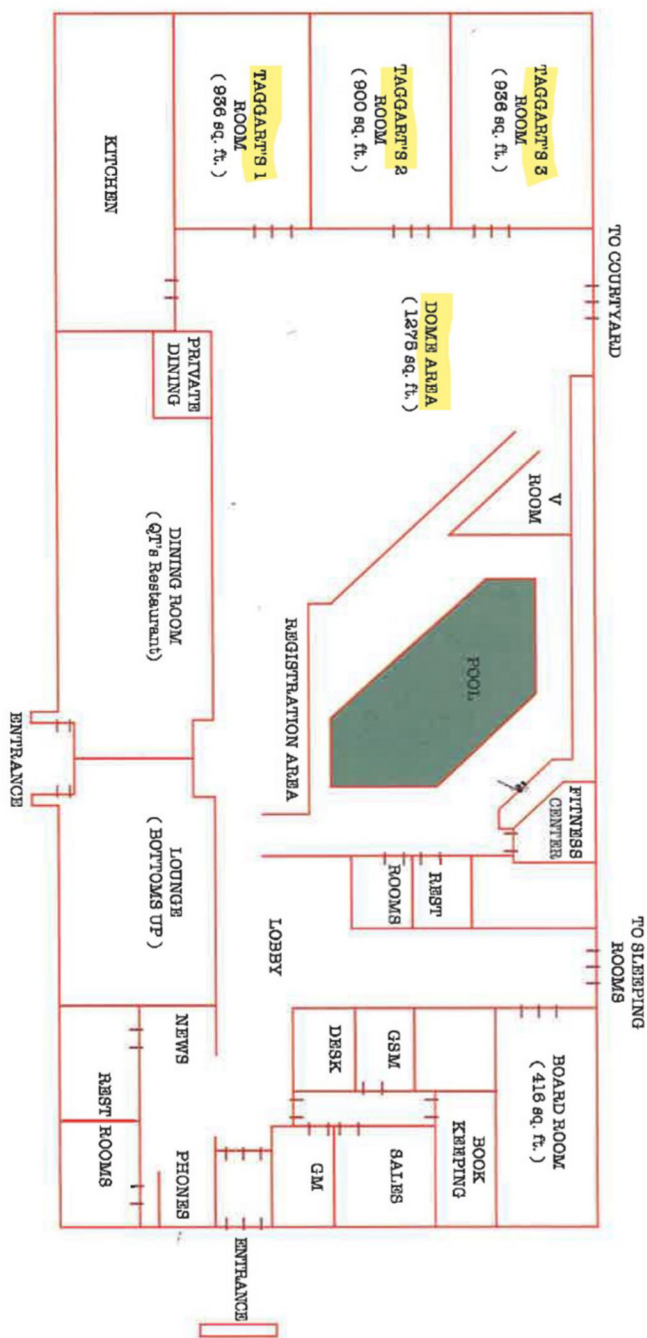 TO COURTYARD
TO SLEEPING
ROOMS
TAGGART'S 3
ROOM
( 936 sq. ft. )
V
ROOM
FITNESS
CENTER
BOARD ROOM
( 416 sq. ft. )
TAGGART'S 2
ROOM
( 900 sq. ft. )
DOME AREA
( 1275 sq. ft. )
POOL
REST
ROOMS
BOOK
KEEPING
GSM
SALES
DESK
GM
TAGGART'S 1
ROOM
( 936 sq. ft. )
REGISTRATION AREA
LOBBY
ENTRANCE
KITCHEN
PRIVATE
DINING
DINING ROOM
( QT's Restaurant)
LOUNGE
( BOTTOMS UP )
NEWS
PHONES
REST ROOMS
ENTRANCE